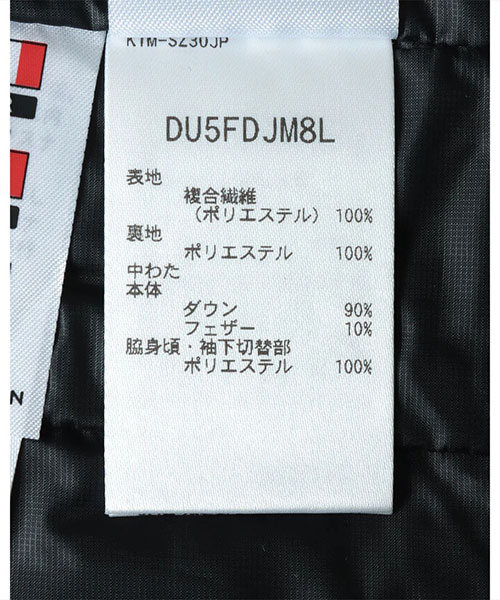 KTM-SZ30JP
DU5FDJM8L
表地
複合繊維
（ポリエステル） 100%
裏地
ポリエステル 100%
中わた
本体
ダウン 90%
フェザー 10%
脇身頃・袖下切替部
ポリエステル 100%
N